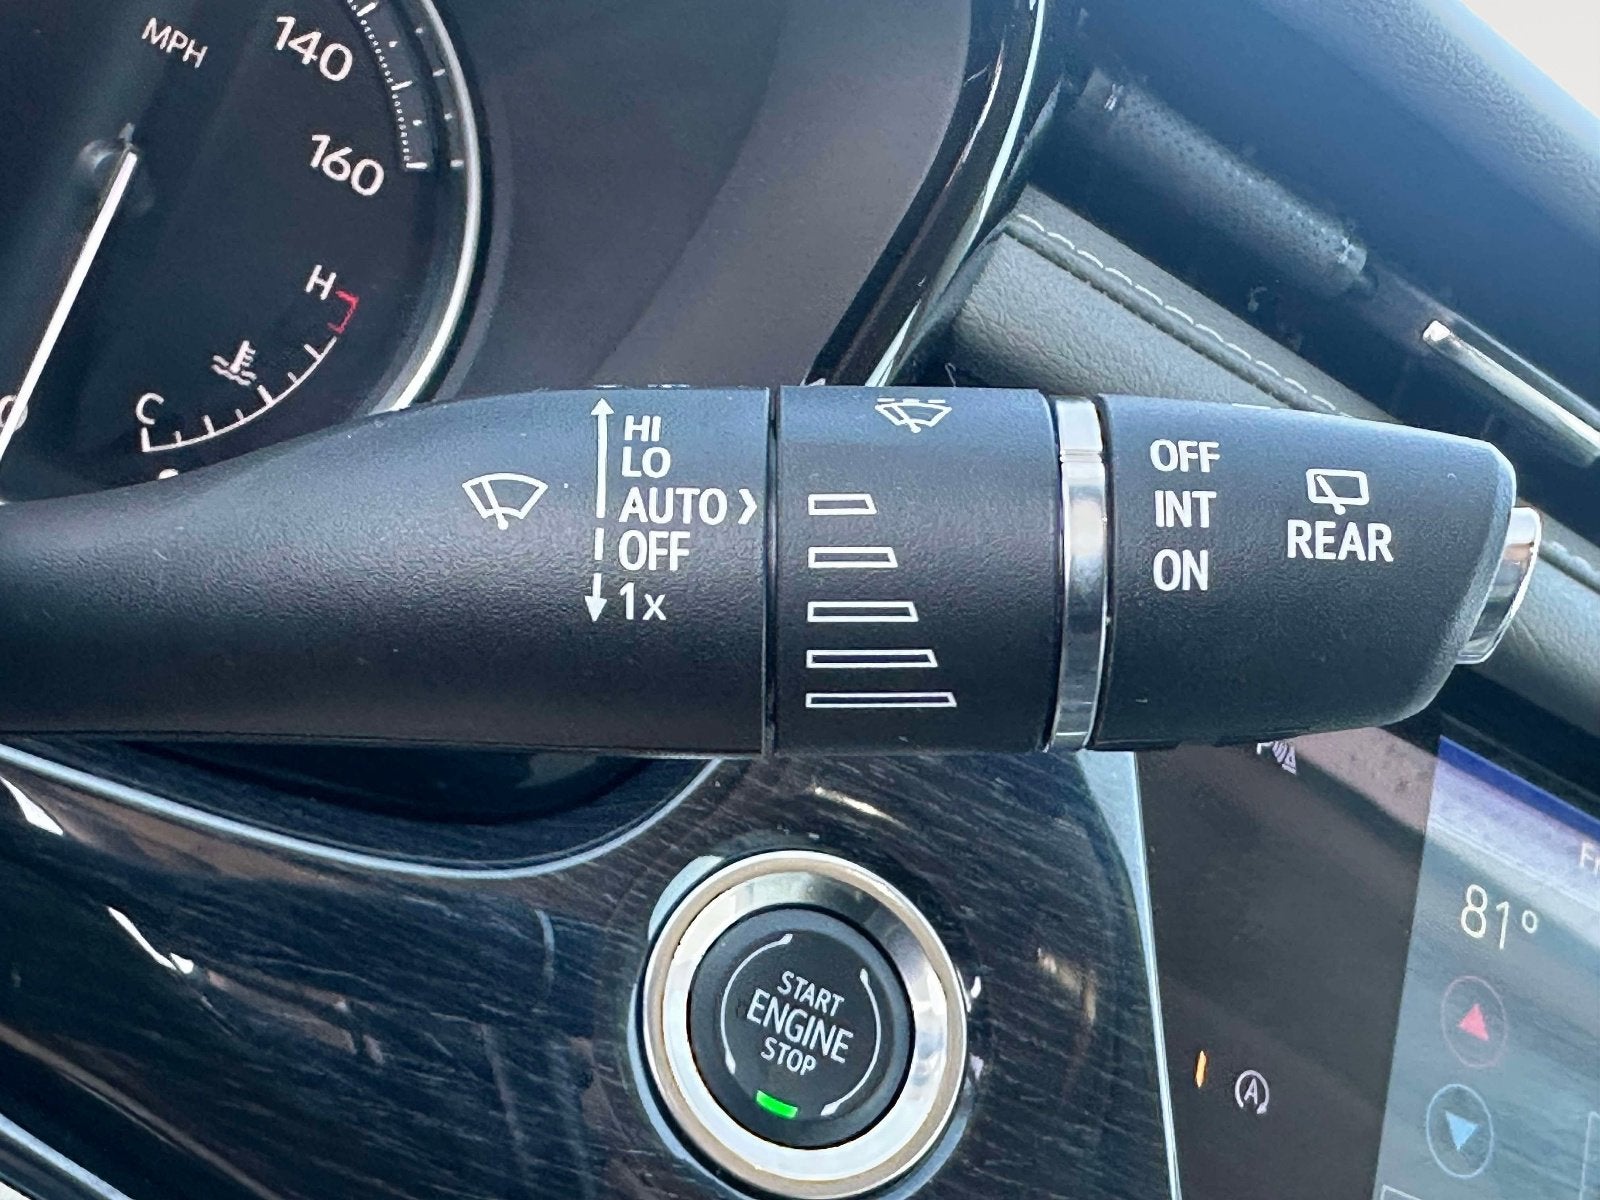 MPH
140
160
H
C
HI
LO
AUTO
OFF
1x
OFF
INT
ON
REAR
START
ENGINE
STOP
81°
A